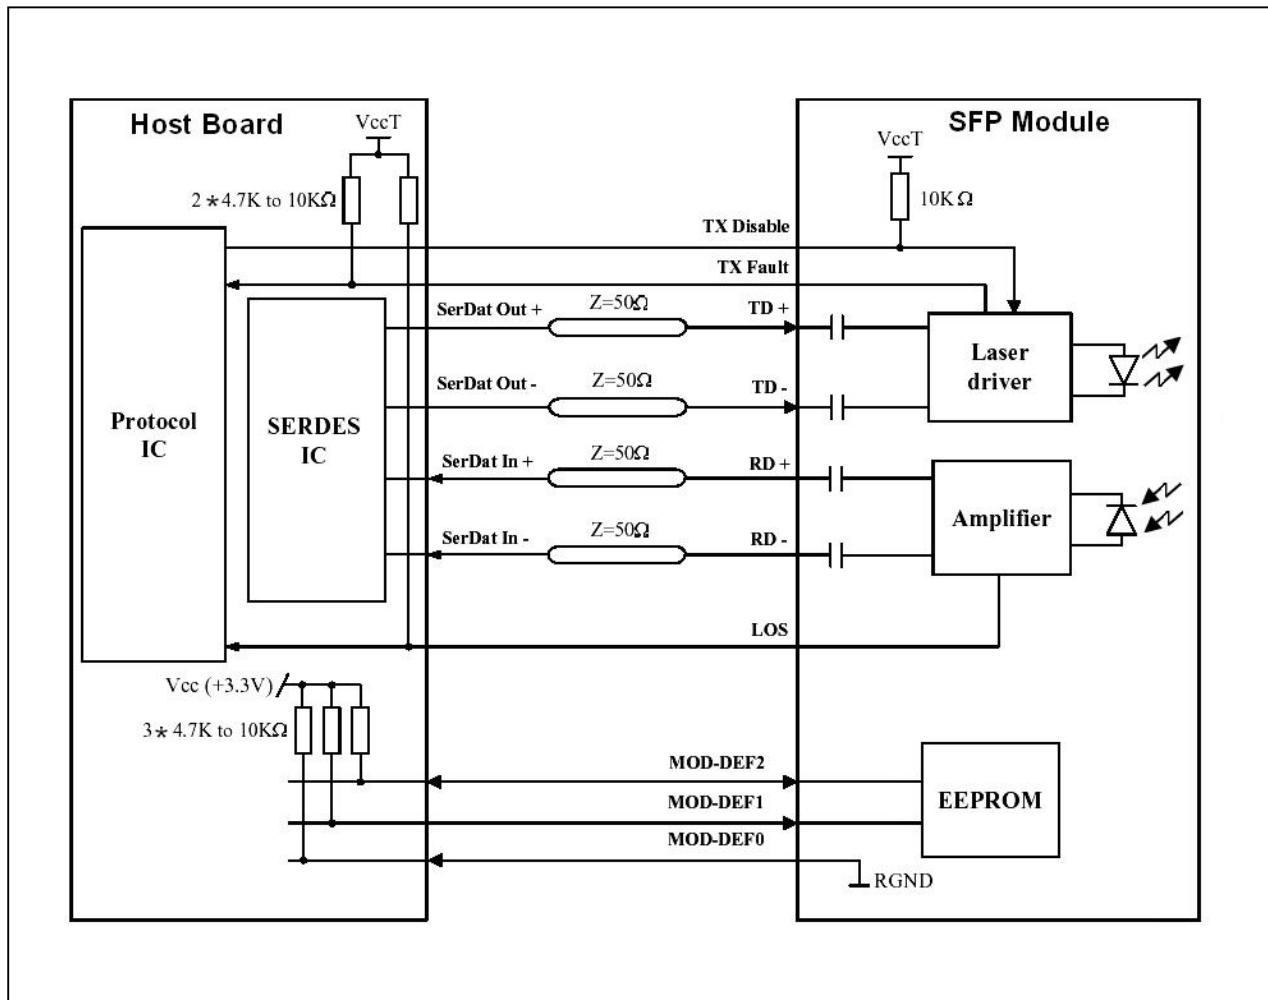 Host Board
SFP Module
VccT
VccT
2*4.7K to 10KΩ
10KΩ
TX Disable
TX Fault
SerDat Out +
Z=50Ω
TD +
Laser
driver
SerDat Out -
Z=50Ω
TD -
Protocol
IC
SERDES
IC
SerDat In +
Z=50Ω
RD +
Amplifier
SerDat In -
Z=50Ω
RD -
LOS
Vcc (+3.3V)
3*4.7K to 10KΩ
MOD-DEF2
MOD-DEF1
MOD-DEF0
EEPROM
RGND